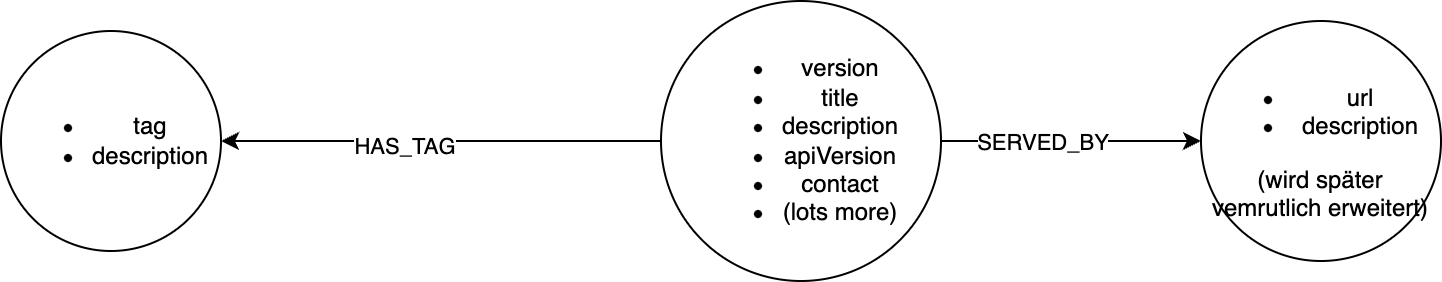 tag
description
HAS_TAG
version
title
description
apiVersion
contact
(lots more)
SERVED_BY
url
description
(wird später
vemrutlich erweitert)